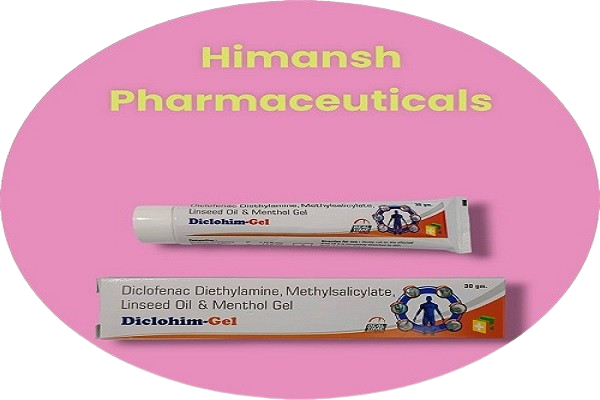 Himansh
Pharmaceuticals
Diclofenac Diethylamine, Methylsalicylate,
Linseed Oil & Menthol Gel
30 gm.
Diclohim-Gel
Diclofenac Diethylamine, Methylsalicylate,
Linseed Oil & Menthol Gel
30 gm.
Diclohim-Gel